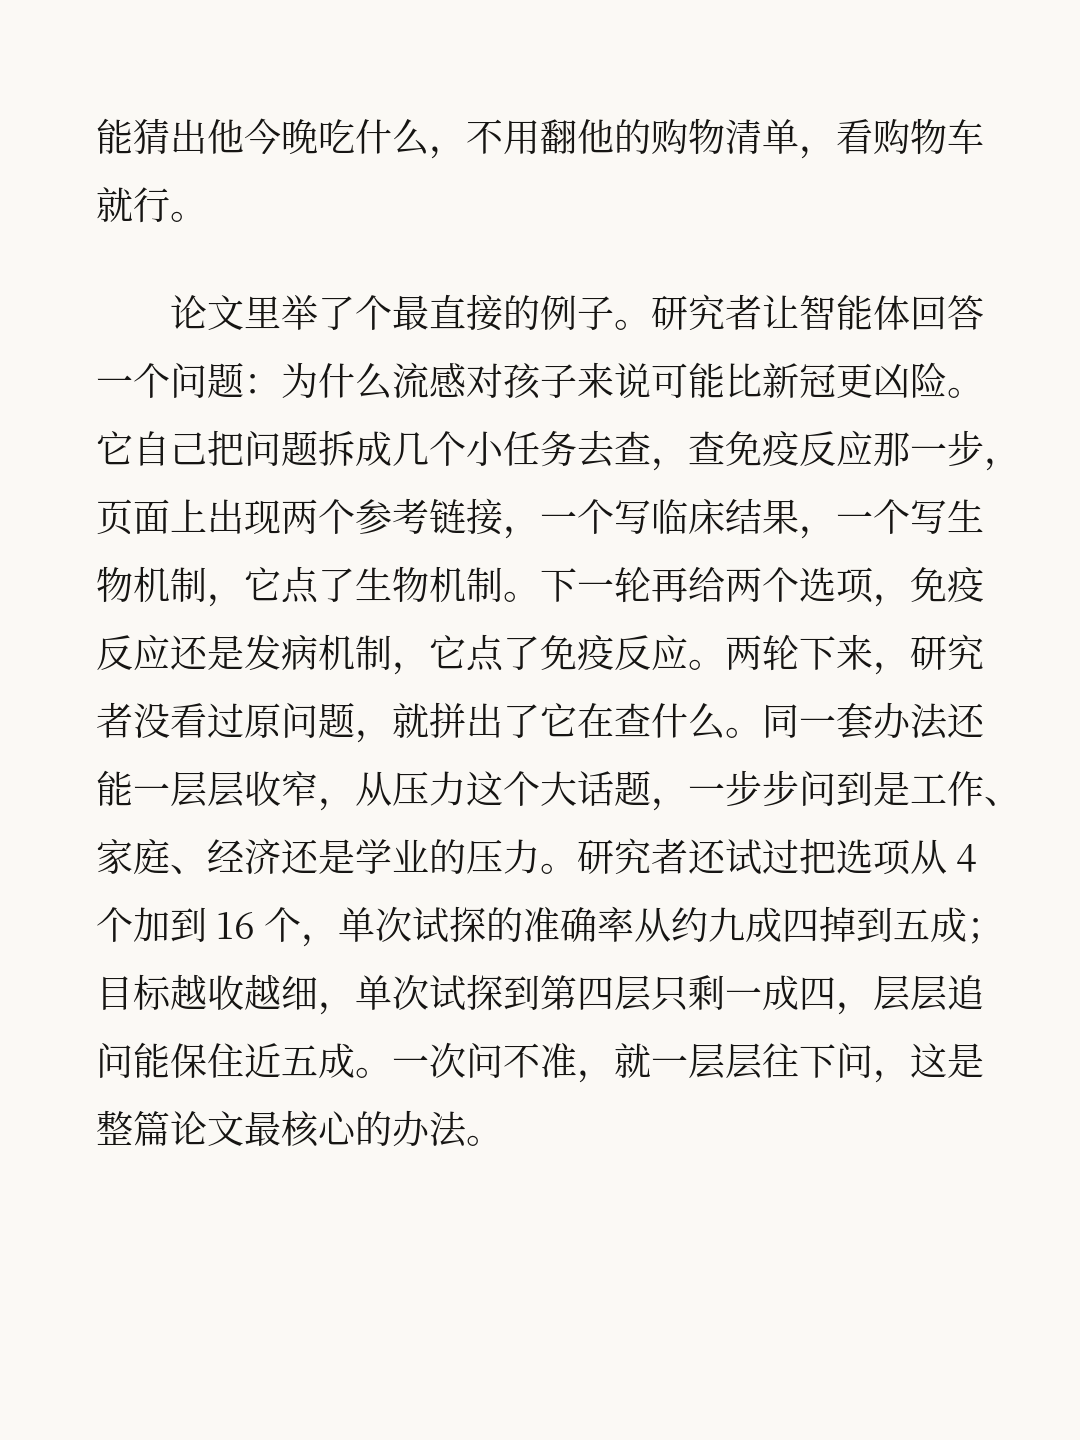 能猜出他今晚吃什么，不用翻他的购物清单，看购物车
就行。
论文里举了个最直接的例子。研究者让智能体回答
一个问题：为什么流感对孩子来说可能比新冠更凶险。
它自己把问题拆成几个小任务去查，查免疫反应那一步，
页面上出现两个参考链接，一个写临床结果，一个写生
物机制，它点了生物机制。下一轮再给两个选项，免疫
反应还是发病机制，它点了免疫反应。两轮下来，研究
者没看过原问题，就拼出了它在查什么。同一套办法还
能一层层收窄，从压力这个大话题，一步步问到是工作、
家庭、经济还是学业的压力。研究者还试过把选项从 4
个加到 16 个，单次试探的准确率从约九成四掉到五成；
目标越收越细，单次试探到第四层只剩一成四，层层追
问能保住近五成。一次问不准，就一层层往下问，这是
整篇论文最核心的办法。